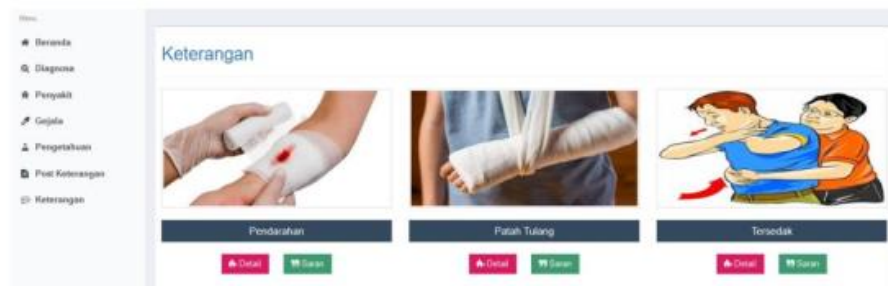 Menu
Beranda
Diagnosa
Penyakit
Gejala
Pengetahuan
Post Keterangan
Keterangan
Keterangan
Pendarahan
Patah Tulang
Tersedak
Detail Saran
Detail Saran
Detail Saran